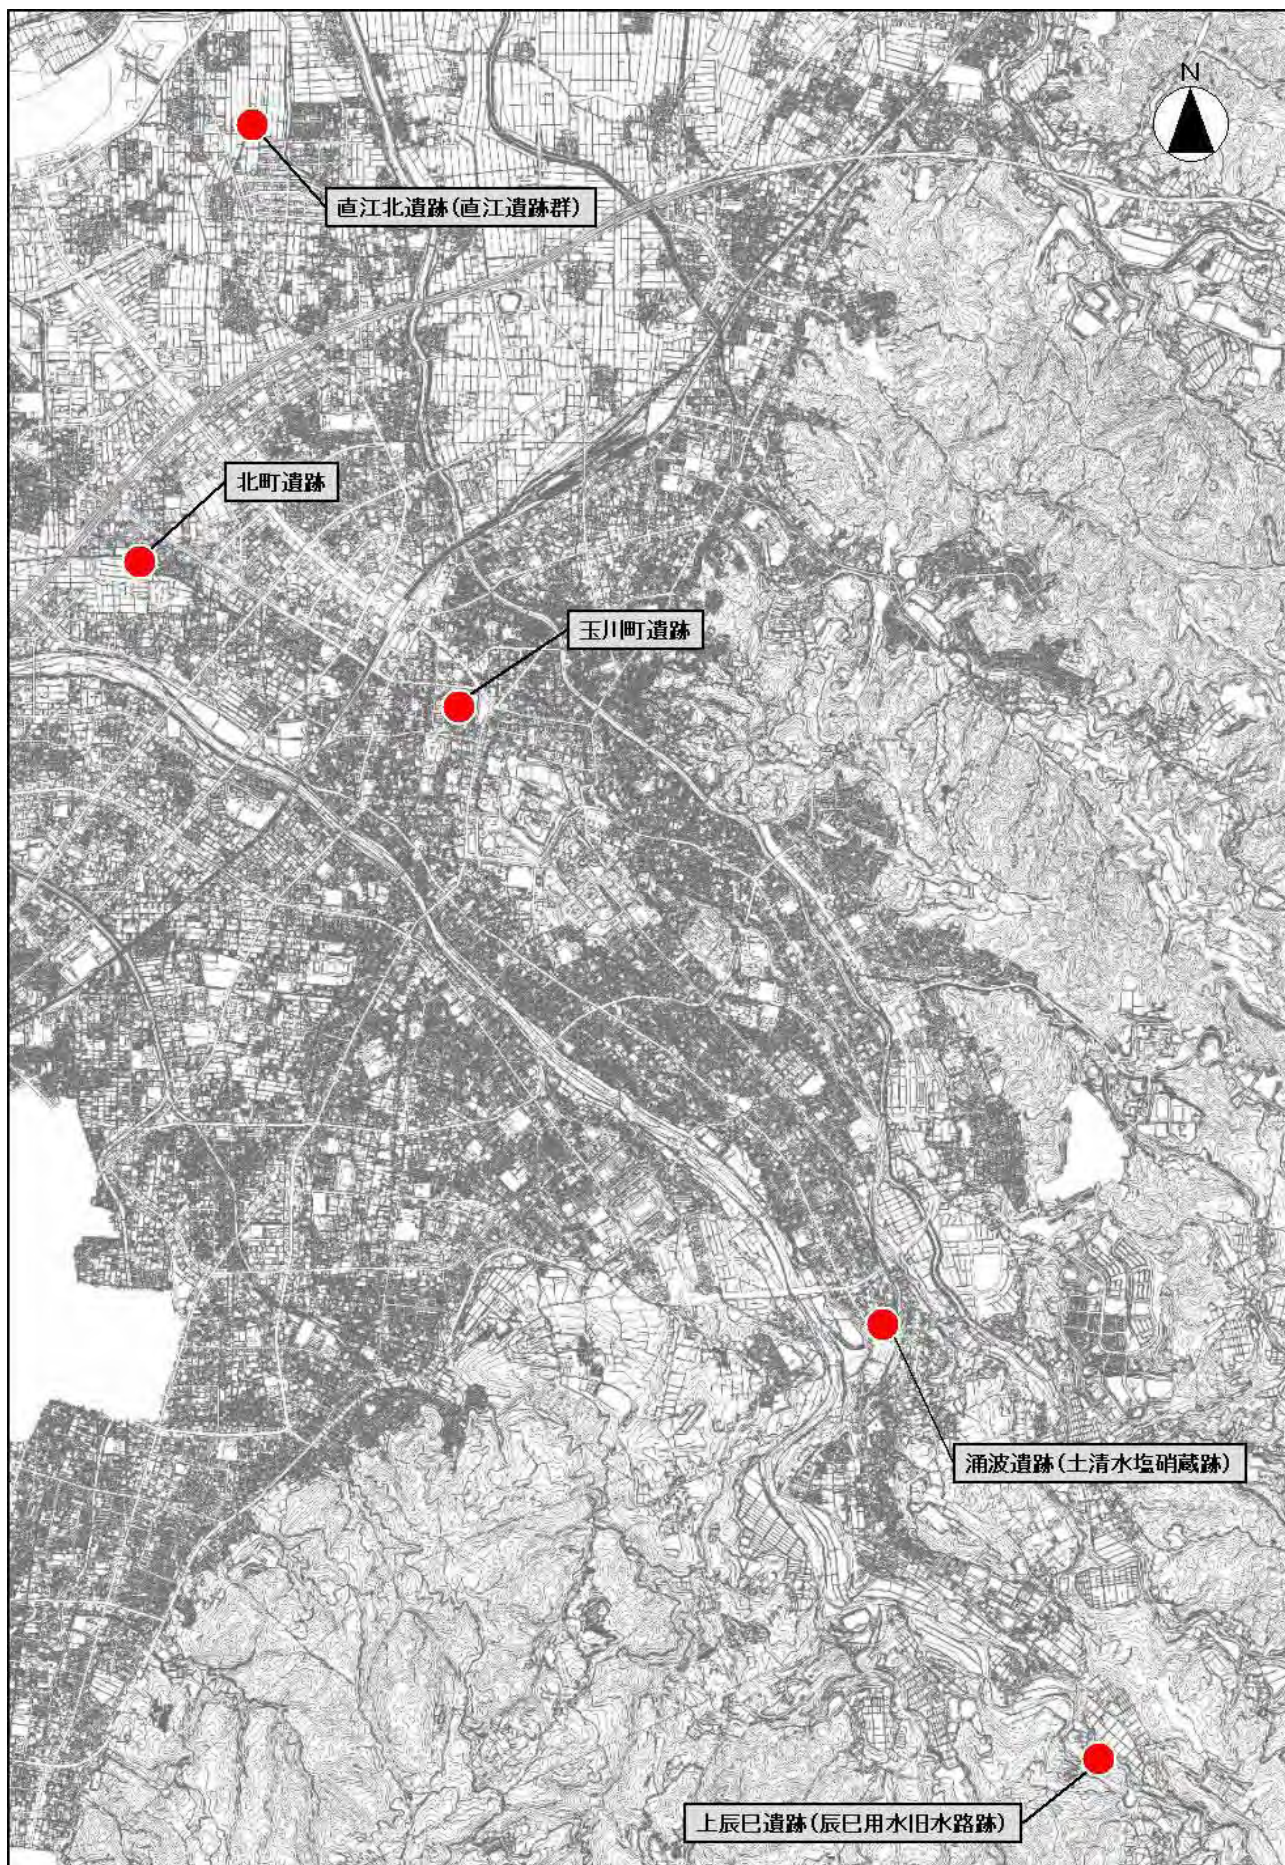 N
直江北遺跡(直江遺跡群)
北町遺跡
玉川町遺跡
涌波遺跡(土清水塩硝蔵跡)
上辰巳遺跡(辰巳用水旧水路跡)